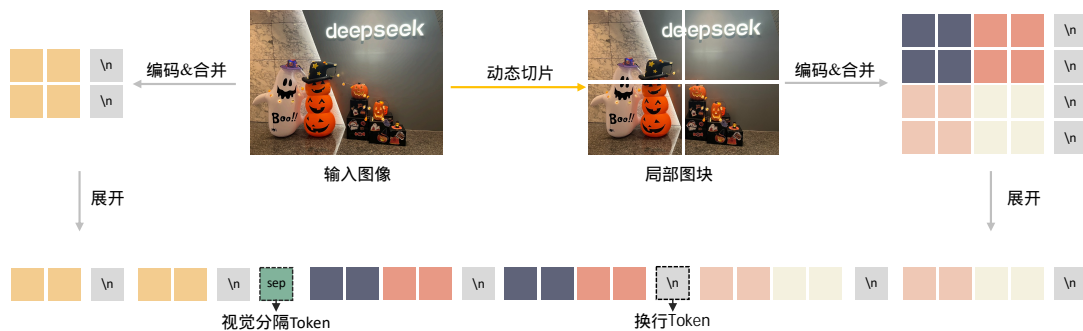 deepseek
deepseek
\n
编码&合并
动态切片
编码&合并
\n
\n
\n
\n
\n
Boo!!
Boo!!
输入图像
局部图块
展开
展开
\n
\n
sep
\n
\n
\n
\n
视觉分隔Token
换行Token